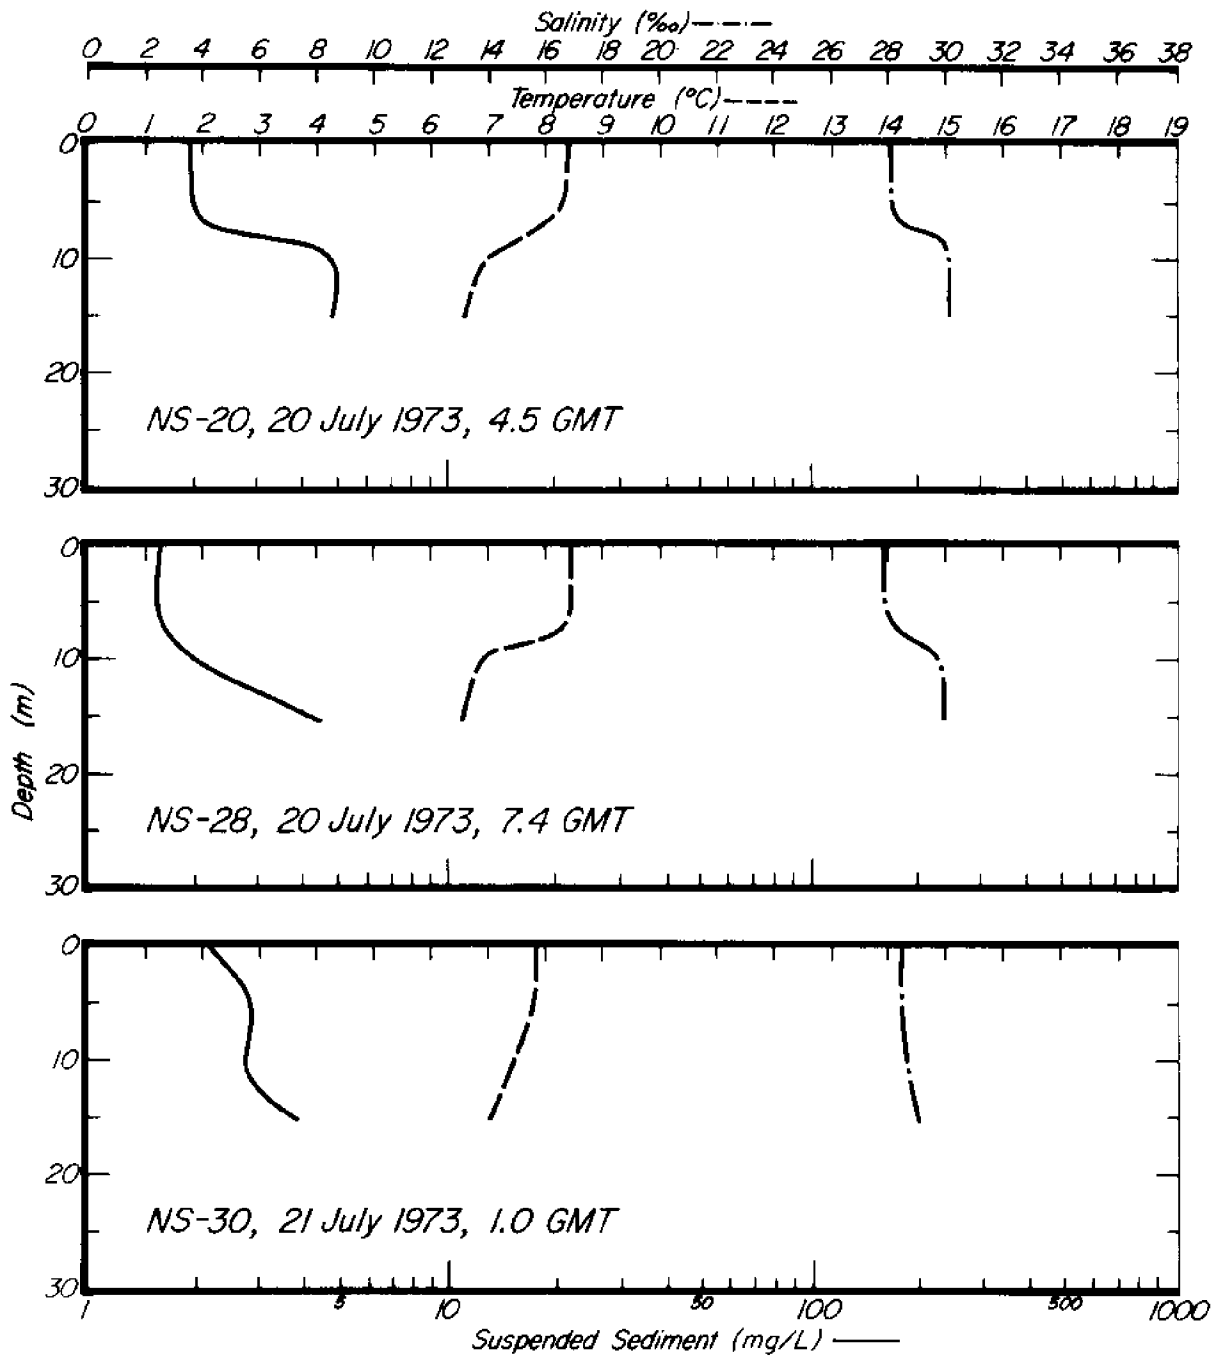 Salinity (‰)
0 2 4 6 8 10 12 14 16 18 20 22 24 26 28 30 32 34 36 38
Temperature (°C)
0 1 2 3 4 5 6 7 8 9 10 11 12 13 14 15 16 17 18 19
0
10
20
30
NS-20, 20 July 1973, 4.5 GMT
0
10
20
30
NS-28, 20 July 1973, 7.4 GMT
Depth (m)
0
10
20
30
NS-30, 21 July 1973, 1.0 GMT
1 5 10 50 100 500 1000
Suspended Sediment (mg/L)